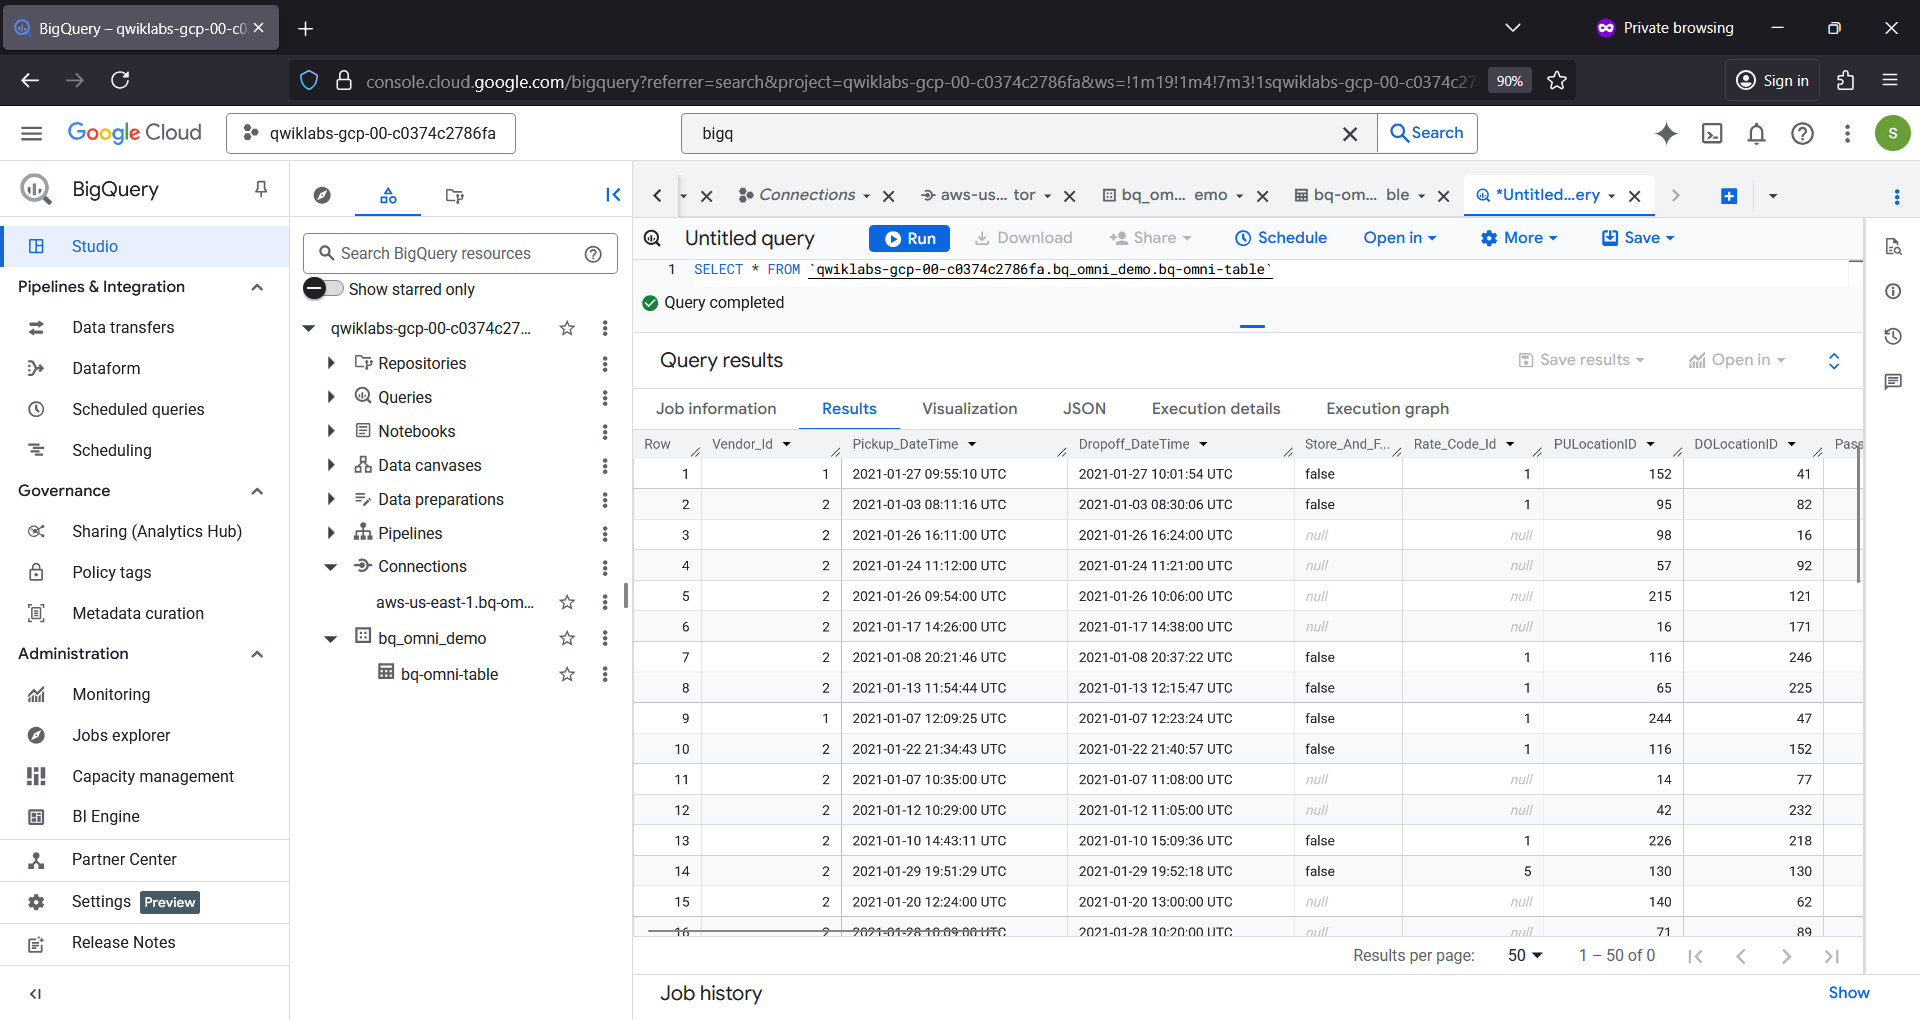 BigQuery – qwiklabs-gcp-00-c0
Private browsing
console.cloud.google.com/bigquery?referrer=search&project=qwiklabs-gcp-00-c0374c2786fa&ws=!1m19!1m4!7m3!1sqwiklabs-gcp-00-c0374c27
90%
Sign in
Google Cloud
qwiklabs-gcp-00-c0374c2786fa
bigq
Search
S
BigQuery
Studio
Pipelines & Integration
Data transfers
Dataform
Scheduled queries
Scheduling
Governance
Sharing (Analytics Hub)
Policy tags
Metadata curation
Administration
Monitoring
Jobs explorer
Capacity management
BI Engine
Partner Center
Settings Preview
Release Notes
Search BigQuery resources
Show starred only
qwiklabs-gcp-00-c0374c27...
Repositories
Queries
Notebooks
Data canvases
Data preparations
Pipelines
Connections
aws-us-east-1.bq-om...
bq_omni_demo
bq-omni-table
Connections aws-us... tor bq_om... emo bq-om... ble *Untitled...ery
Untitled query Run Download Share Schedule Open in More Save
1 SELECT * FROM `qwiklabs-gcp-00-c0374c2786fa.bq_omni_demo.bq-omni-table`
Query completed
Query results Save results Open in
Job information Results Visualization JSON Execution details Execution graph
Row Vendor_Id Pickup_DateTime Dropoff_DateTime Store_And_F... Rate_Code_Id PULocationID DOLocationID Pass
1 1 2021-01-27 09:55:10 UTC 2021-01-27 10:01:54 UTC false 1 152 41
2 2 2021-01-03 08:11:16 UTC 2021-01-03 08:30:06 UTC false 1 95 82
3 2 2021-01-26 16:11:00 UTC 2021-01-26 16:24:00 UTC null null 98 16
4 2 2021-01-24 11:12:00 UTC 2021-01-24 11:21:00 UTC null null 57 92
5 2 2021-01-26 09:54:00 UTC 2021-01-26 10:06:00 UTC null null 215 121
6 2 2021-01-17 14:26:00 UTC 2021-01-17 14:38:00 UTC null null 16 171
7 2 2021-01-08 20:21:46 UTC 2021-01-08 20:37:22 UTC false 1 116 246
8 2 2021-01-13 11:54:44 UTC 2021-01-13 12:15:47 UTC false 1 65 225
9 1 2021-01-07 12:09:25 UTC 2021-01-07 12:23:24 UTC false 1 244 47
10 2 2021-01-22 21:34:43 UTC 2021-01-22 21:40:57 UTC false 1 116 152
11 2 2021-01-07 10:35:00 UTC 2021-01-07 11:08:00 UTC null null 14 77
12 2 2021-01-12 10:29:00 UTC 2021-01-12 11:05:00 UTC null null 42 232
13 2 2021-01-10 14:43:11 UTC 2021-01-10 15:09:36 UTC false 1 226 218
14 2 2021-01-29 19:51:29 UTC 2021-01-29 19:52:18 UTC false 5 130 130
15 2 2021-01-20 12:24:00 UTC 2021-01-20 13:00:00 UTC null null 140 62
16 2 2021-01-28 10:09:00 UTC 2021-01-28 10:20:00 UTC null null 71 89
Results per page: 50 1 – 50 of 0
Job history Show